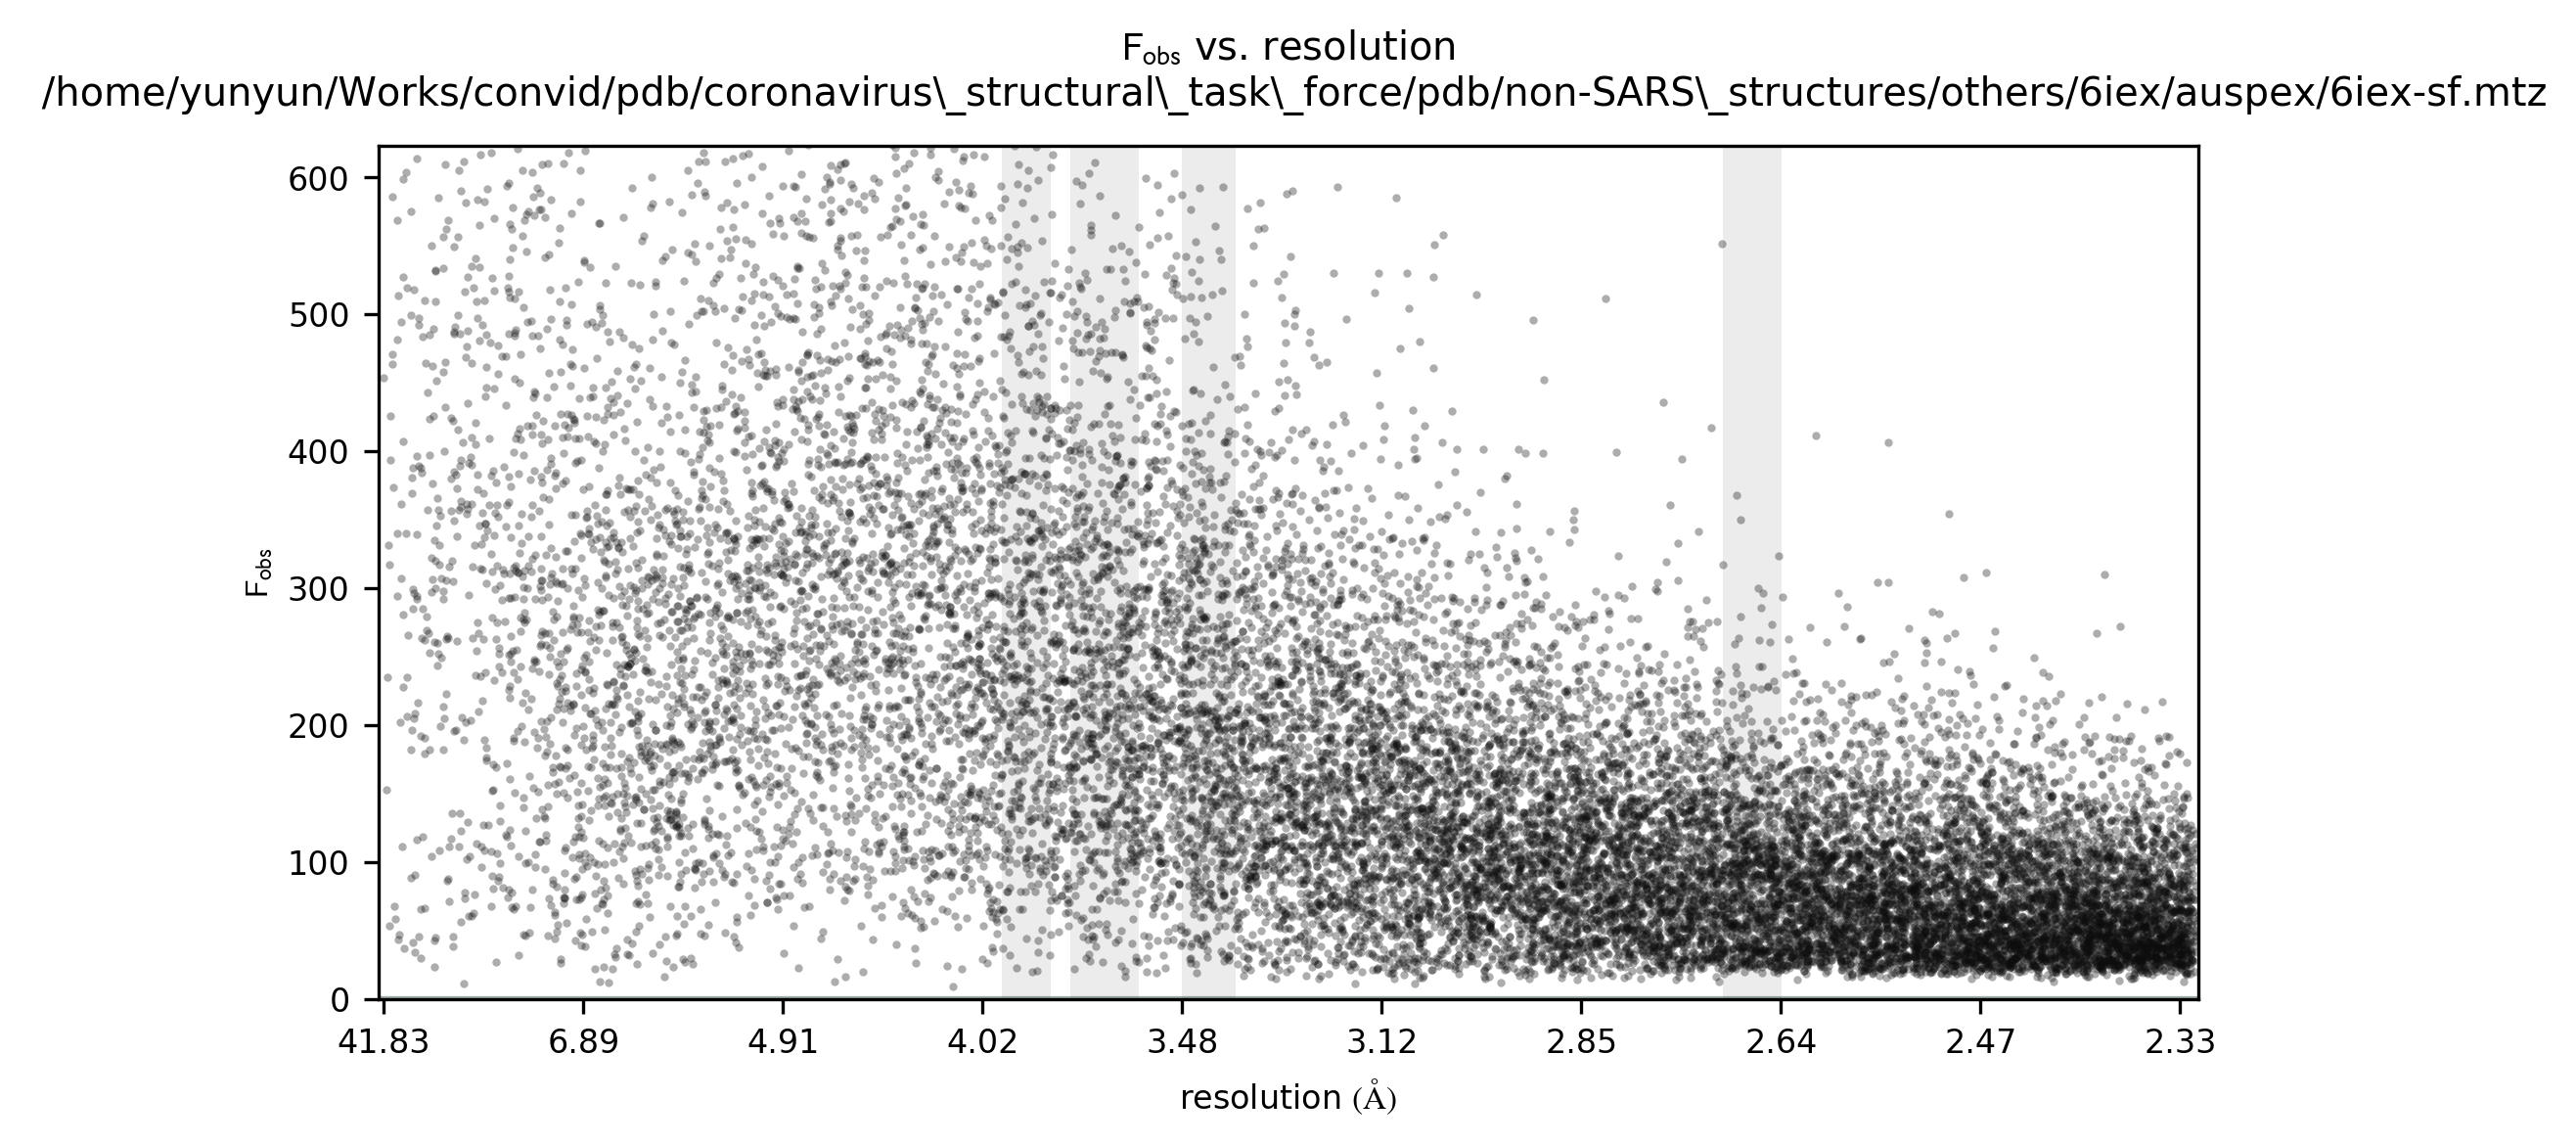 Fobs vs. resolution
/home/yunyun/Works/convid/pdb/coronavirus\_structural\_task\_force/pdb/non-SARS\_structures/others/6iex/auspex/6iex-sf.mtz
600
500
400
300
200
100
0
Fobs
41.83 6.89 4.91 4.02 3.48 3.12 2.85 2.64 2.47 2.33
resolution (Å)